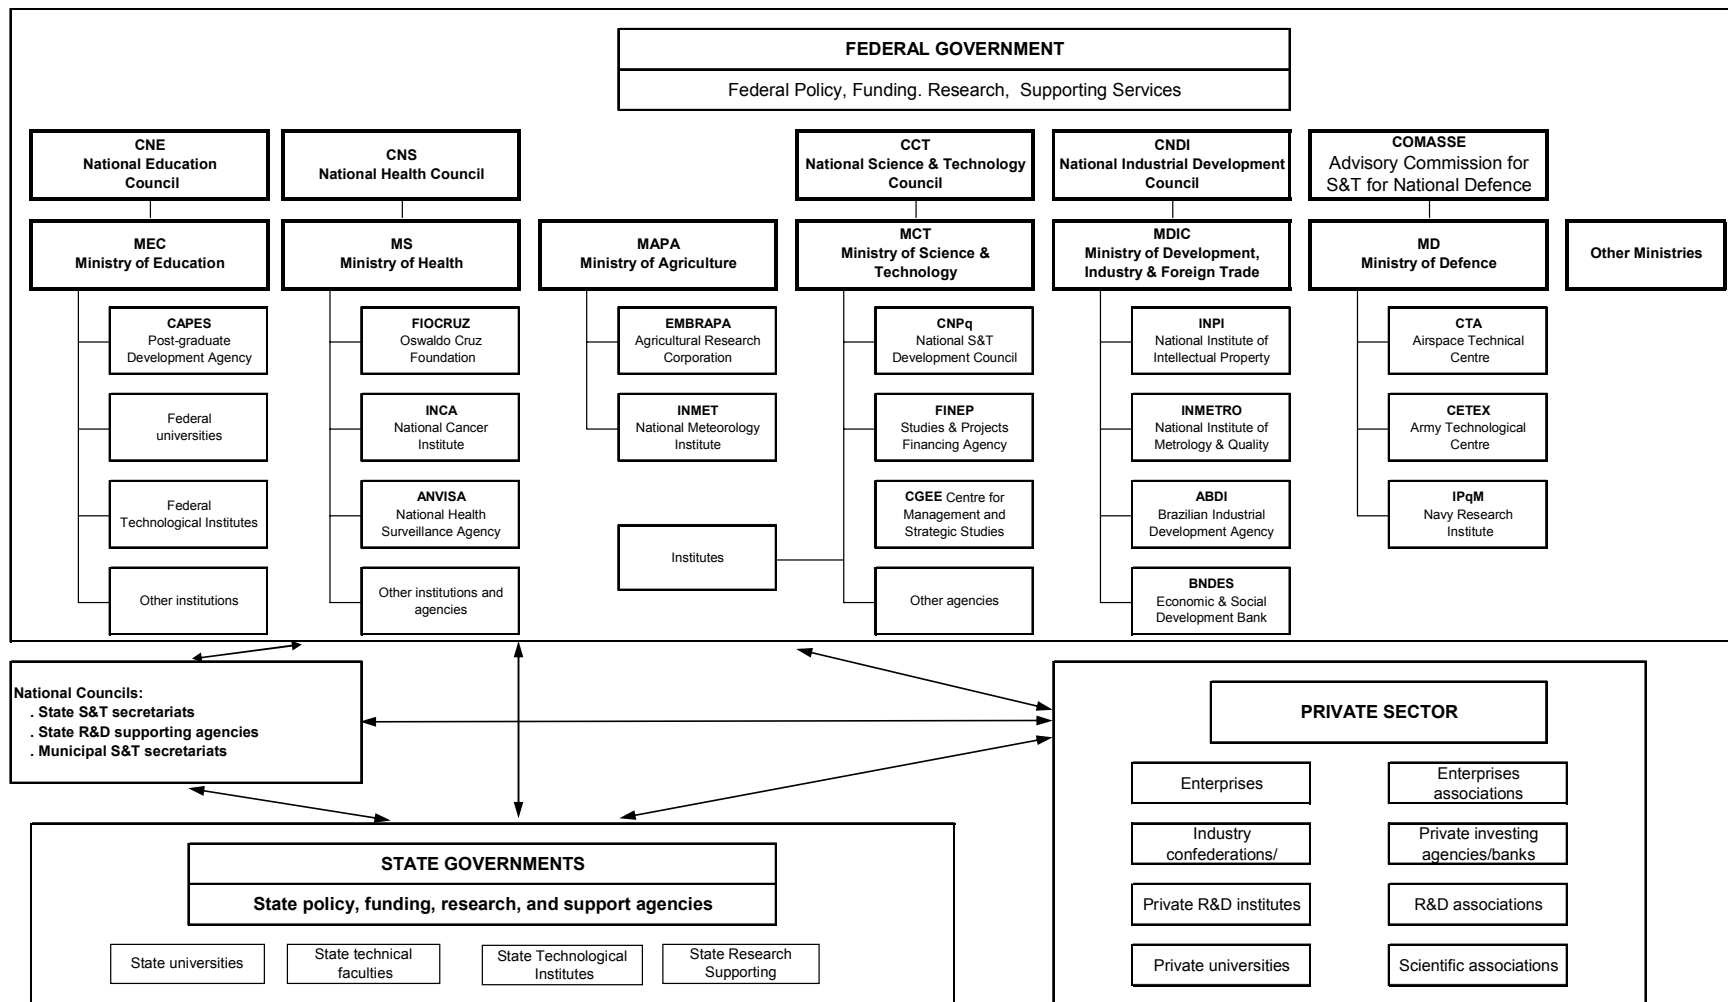 FEDERAL GOVERNMENT
Federal Policy, Funding. Research, Supporting Services
CNE
National Education
Council
CNS
National Health Council
CCT
National Science & Technology
Council
CNDI
National Industrial Development
Council
COMASSE
Advisory Commission for
S&T for National Defence
MEC
Ministry of Education
MS
Ministry of Health
MAPA
Ministry of Agriculture
MCT
Ministry of Science &
Technology
MDIC
Ministry of Development,
Industry & Foreign Trade
MD
Ministry of Defence
Other Ministries
CAPES
Post-graduate
Development Agency
Federal
universities
Federal
Technological Institutes
Other institutions
FIOCRUZ
Oswaldo Cruz
Foundation
INCA
National Cancer
Institute
ANVISA
National Health
Surveillance Agency
Other institutions and
agencies
EMBRAPA
Agricultural Research
Corporation
INMET
National Meteorology
Institute
Institutes
CNPq
National S&T
Development Council
FINEP
Studies & Projects
Financing Agency
CGEE Centre for
Management and
Strategic Studies
Other agencies
INPI
National Institute of
Intellectual Property
INMETRO
National Institute of
Metrology & Quality
ABDI
Brazilian Industrial
Development Agency
BNDES
Economic & Social
Development Bank
CTA
Airspace Technical
Centre
CETEX
Army Technological
Centre
IPqM
Navy Research
Institute
National Councils:
. State S&T secretariats
. State R&D supporting agencies
. Municipal S&T secretariats
STATE GOVERNMENTS
State policy, funding, research, and support agencies
State universities
State technical
faculties
State Technological
Institutes
State Research
Supporting
PRIVATE SECTOR
Enterprises
Enterprises
associations
Industry
confederations/
Private investing
agencies/banks
Private R&D institutes
R&D associations
Private universities
Scientific associations